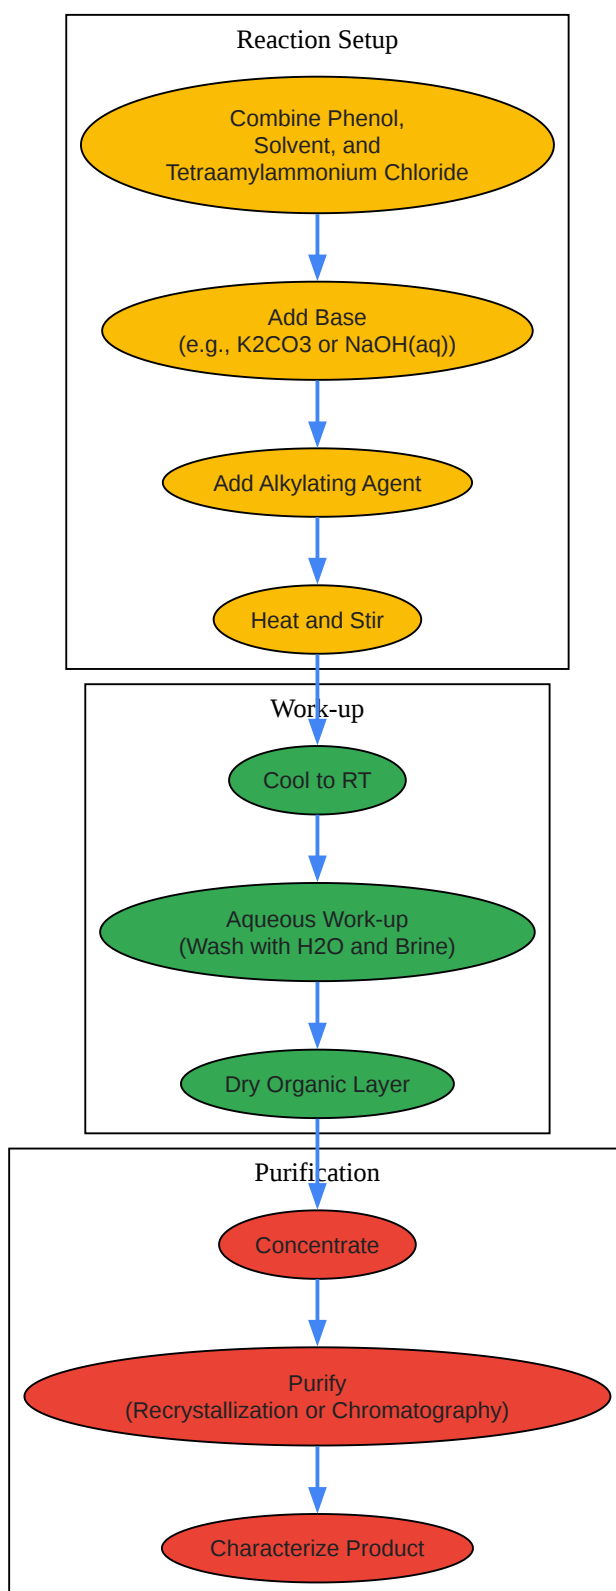 Reaction Setup
Combine Phenol,
Solvent, and
Tetraamylammonium Chloride
Add Base
(e.g., K2CO3 or NaOH(aq))
Add Alkylating Agent
Heat and Stir
Work-up
Cool to RT
Aqueous Work-up
(Wash with H2O and Brine)
Dry Organic Layer
Purification
Concentrate
Purify
(Recrystallization or Chromatography)
Characterize Product